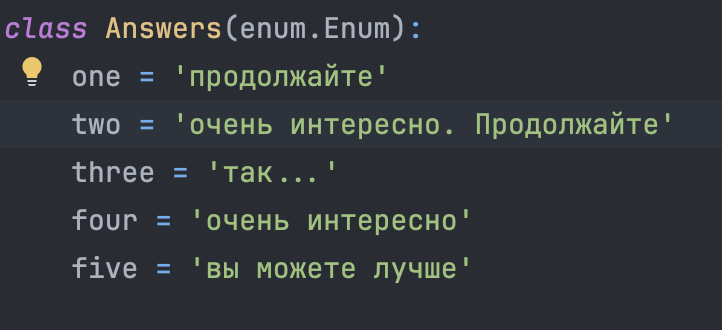 class Answers(enum.Enum):
one = 'продолжайте'
two = 'очень интересно. Продолжайте'
three = 'так...'
four = 'очень интересно'
five = 'вы можете лучше'